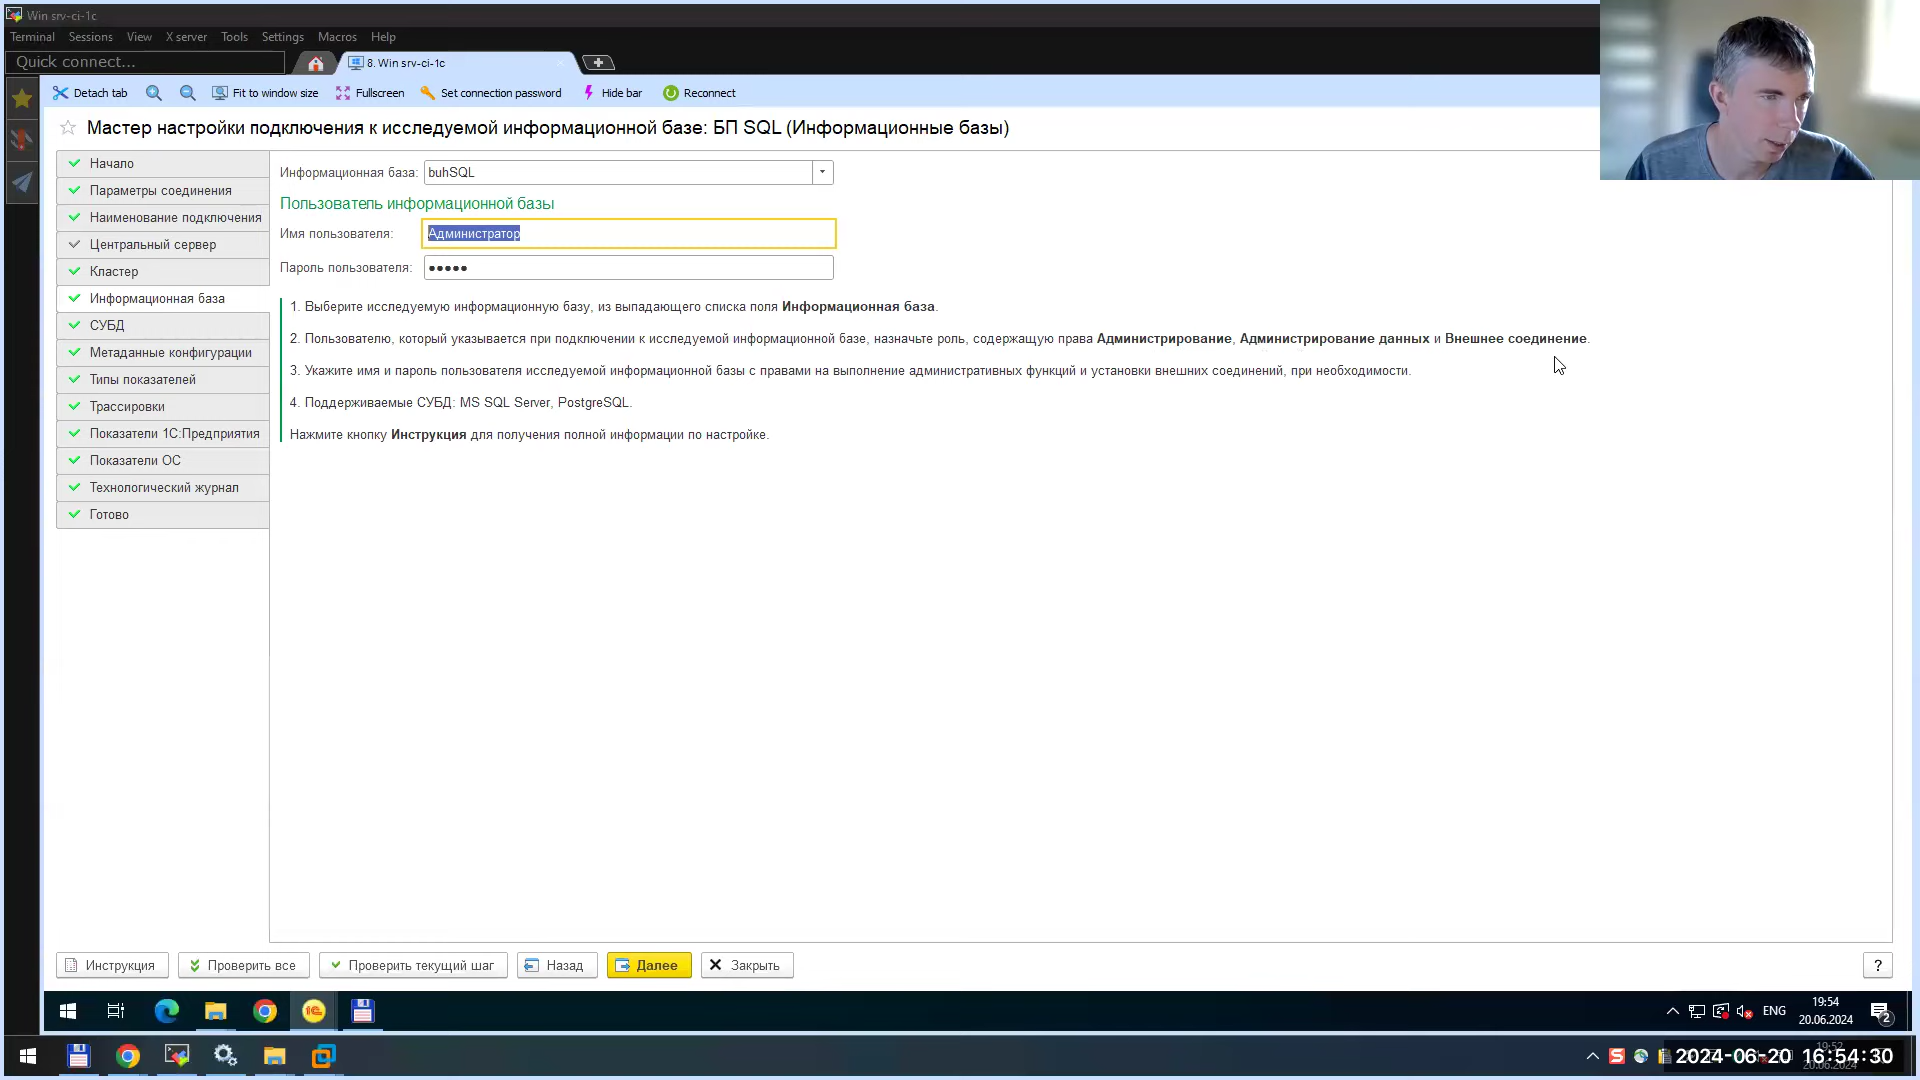 Win srv-ci-1c
Terminal Sessions View X server Tools Settings Macros Help
Quick connect...
8. Win srv-ci-1c
Detach tab Fit to window size Fullscreen Set connection password Hide bar Reconnect
Мастер настройки подключения к исследуемой информационной базе: БП SQL (Информационные базы)
Начало
Параметры соединения
Наименование подключения
Центральный сервер
Кластер
Информационная база
СУБД
Метаданные конфигурации
Типы показателей
Трассировки
Показатели 1С:Предприятия
Показатели ОС
Технологический журнал
Готово
Информационная база: buhSQL
Пользователь информационной базы
Имя пользователя: Администратор
Пароль пользователя: ●●●●●
1. Выберите исследуемую информационную базу, из выпадающего списка поля Информационная база.
2. Пользователю, который указывается при подключении к исследуемой информационной базе, назначьте роль, содержащую права Администрирование, Администрирование данных и Внешнее соединение.
3. Укажите имя и пароль пользователя исследуемой информационной базы с правами на выполнение административных функций и установки внешних соединений, при необходимости.
4. Поддерживаемые СУБД: MS SQL Server, PostgreSQL.
Нажмите кнопку Инструкция для получения полной информации по настройке.
Инструкция Проверить все Проверить текущий шаг Назад Далее Закрыть ?
ENG 19:54
20.06.2024 2
2024-06-20 16:54:30